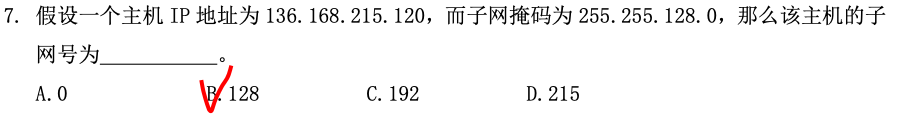 7. 假设一个主机 IP 地址为 136.168.215.120，而子网掩码为 255.255.128.0，那么该主机的子
网号为__________。
A.0 B.128 C.192 D.215